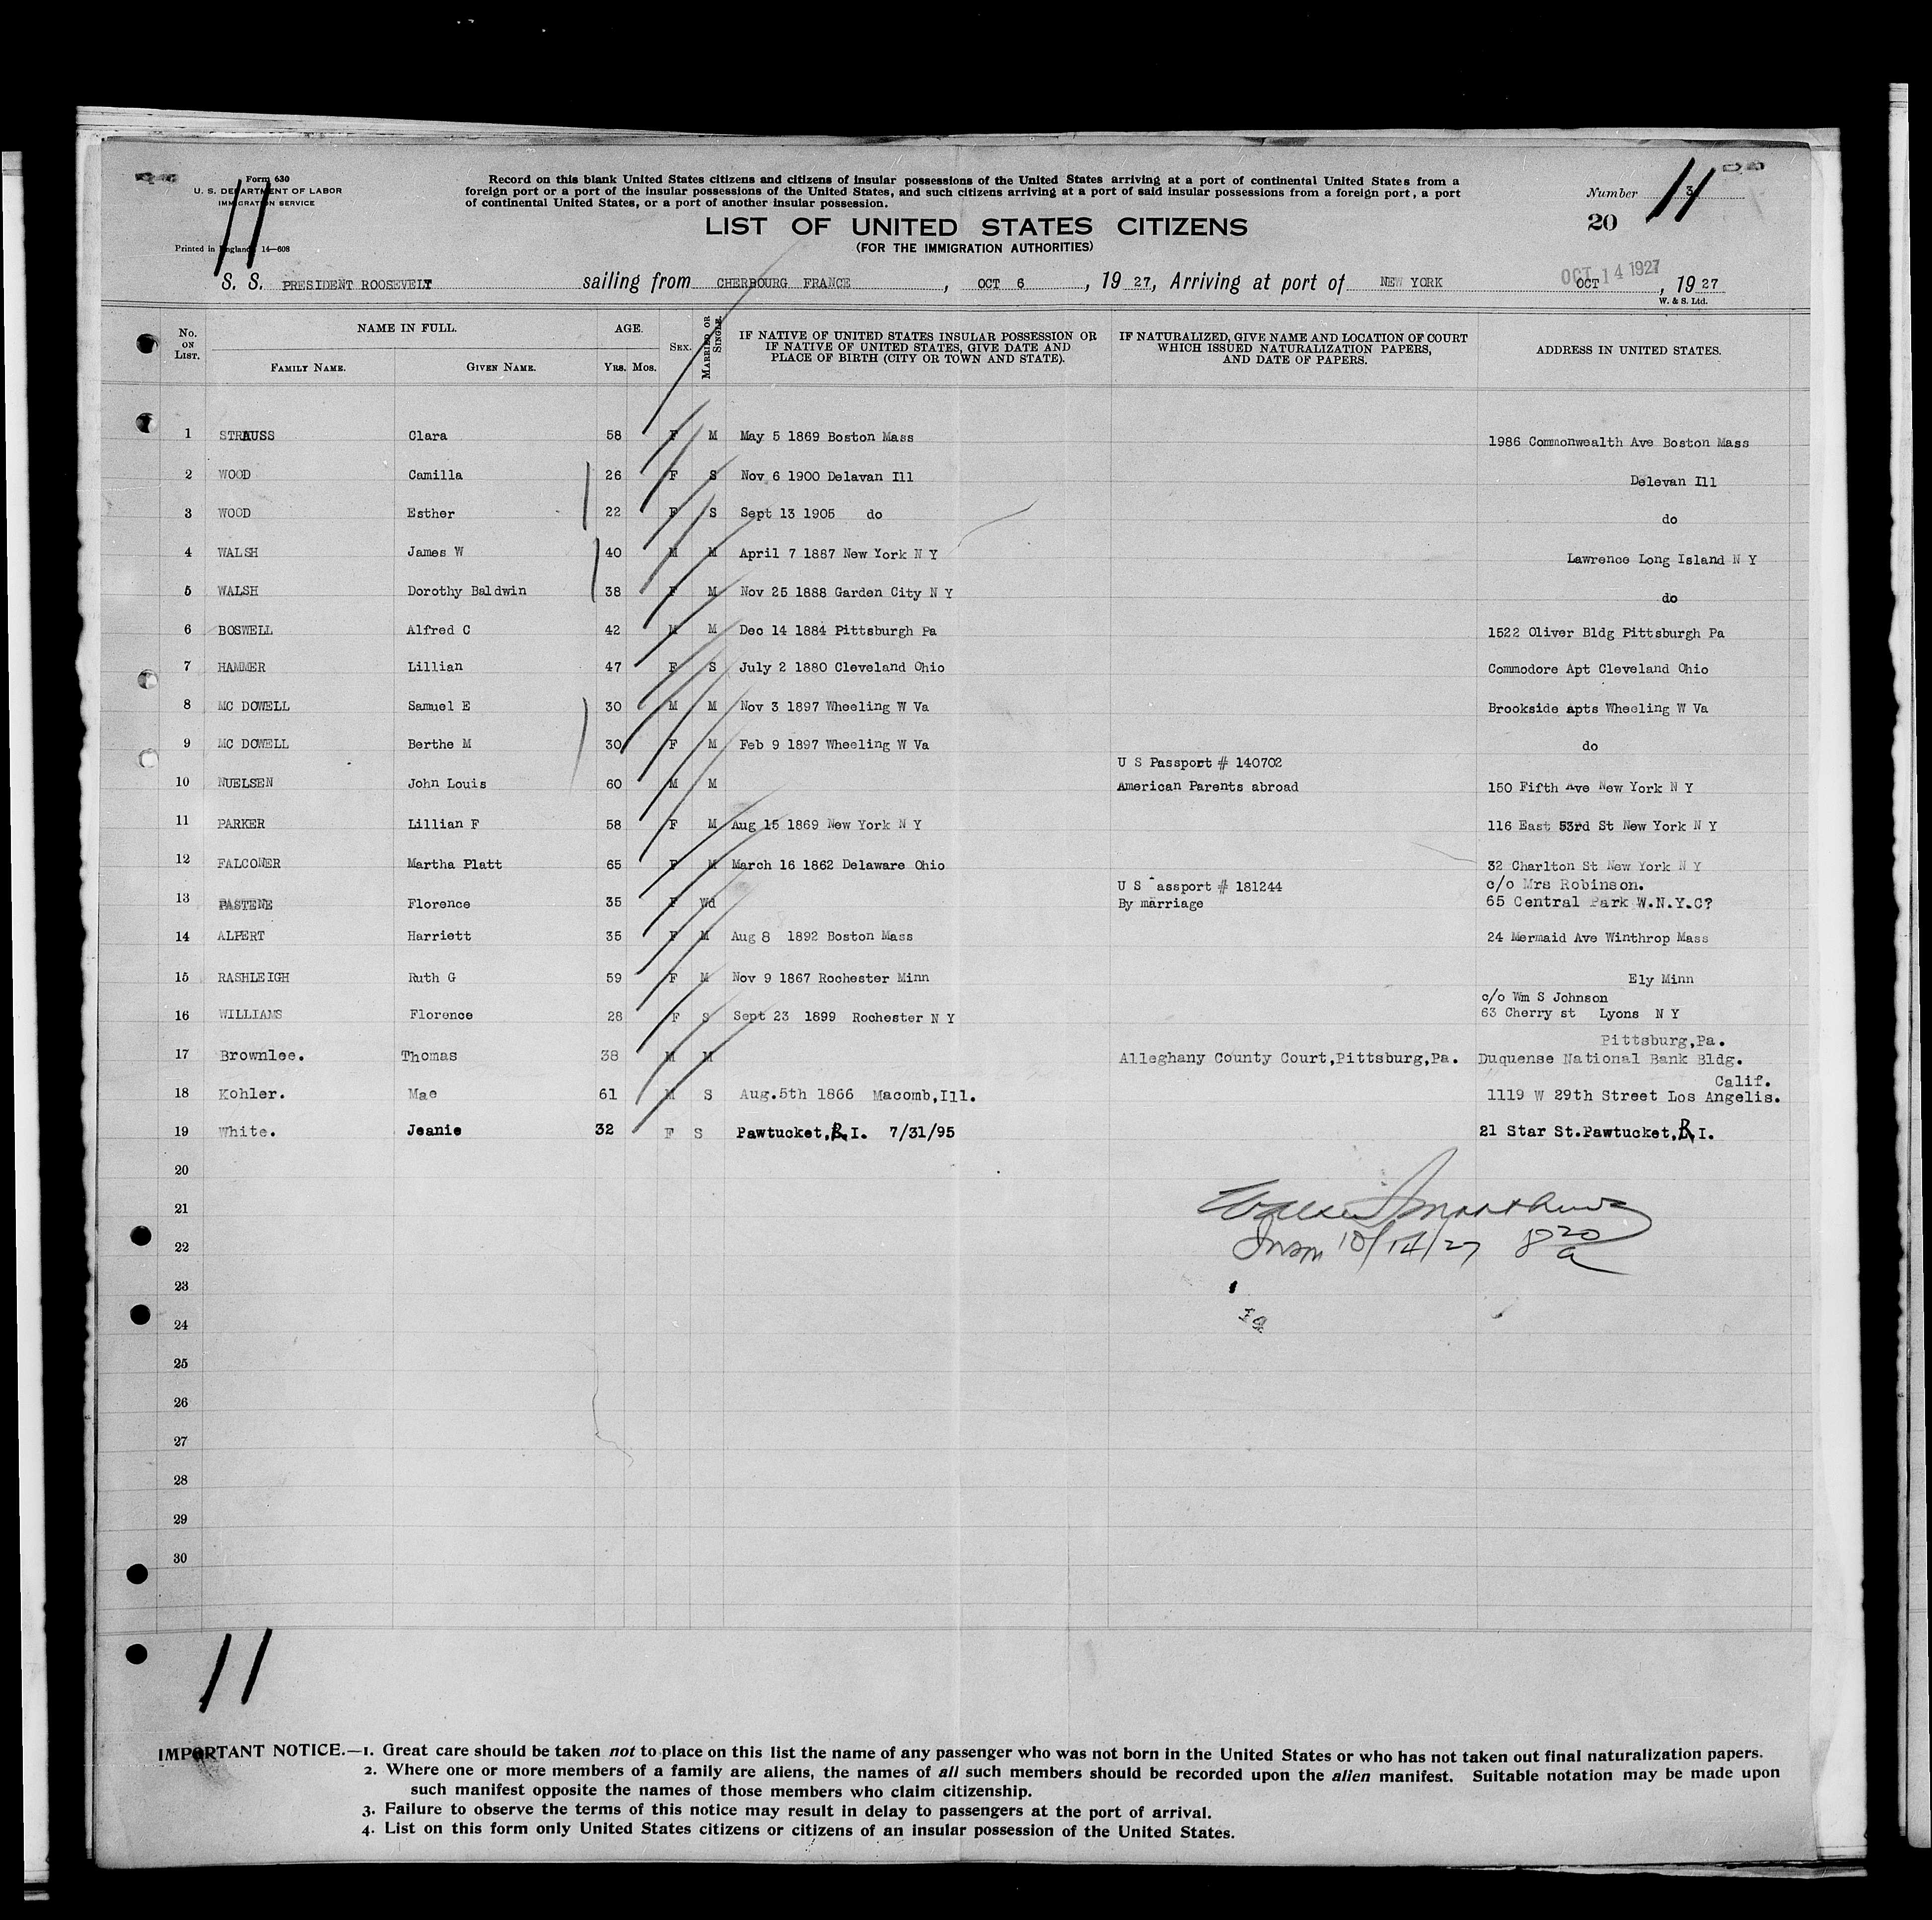 Form 630
U. S. DEPARTMENT OF LABOR
IMMIGRATION SERVICE
Printed in England 14—608
Record on this blank United States citizens and citizens of insular possessions of the United States arriving at a port of continental United States from a
foreign port or a port of the insular possessions of the United States, and such citizens arriving at a port of said insular possessions from a foreign port, a port
of continental United States, or a port of another insular possession.
Number 3
11
11
20
LIST OF UNITED STATES CITIZENS
(FOR THE IMMIGRATION AUTHORITIES)
S. S. PRESIDENT ROOSEVELT sailing from CHERBOURG FRANCE, OCT 6, 19 27, Arriving at port of NEW YORK OCT, 19 27
OCT 14 1927
W. & S. Ltd.
No. ON LIST. NAME IN FULL. FAMILY NAME. GIVEN NAME. AGE. Yrs. Mos. SEX. MARRIED OR SINGLE. IF NATIVE OF UNITED STATES INSULAR POSSESSION OR IF NATIVE OF UNITED STATES, GIVE DATE AND PLACE OF BIRTH (CITY OR TOWN AND STATE). IF NATURALIZED, GIVE NAME AND LOCATION OF COURT WHICH ISSUED NATURALIZATION PAPERS, AND DATE OF PAPERS. ADDRESS IN UNITED STATES.
1 STRAUSS Clara 58 F M May 5 1869 Boston Mass 1986 Commonwealth Ave Boston Mass
2 WOOD Camilla 26 F S Nov 6 1900 Delavan Ill Delevan Ill
3 WOOD Esther 22 F S Sept 13 1905 do do
4 WALSH James W 40 M M April 7 1887 New York N Y Lawrence Long Island N Y
5 WALSH Dorothy Baldwin 38 F M Nov 25 1888 Garden City N Y do
6 BOSWELL Alfred C 42 M M Dec 14 1884 Pittsburgh Pa 1522 Oliver Bldg Pittsburgh Pa
7 HAMMER Lillian 47 F S July 2 1880 Cleveland Ohio Commodore Apt Cleveland Ohio
8 MC DOWELL Samuel E 30 M M Nov 3 1897 Wheeling W Va Brookside apts Wheeling W Va
9 MC DOWELL Berthe M 30 F M Feb 9 1897 Wheeling W Va do
U S Passport # 140702
10 NUELSEN John Louis 60 M M American Parents abroad 150 Fifth Ave New York N Y
11 PARKER Lillian F 58 F M Aug 15 1869 New York N Y 116 East 53rd St New York N Y
12 FALCONER Martha Platt 65 F M March 16 1862 Delaware Ohio 32 Charlton St New York N Y
U S Passport # 181244 c/o Mrs Robinson.
13 PASTENE Florence 35 F Wd By marriage 65 Central Park W.N.Y.C?
14 ALPERT Harriett 35 F M Aug 8 1892 Boston Mass 24 Mermaid Ave Winthrop Mass
15 RASHLEIGH Ruth G 59 F M Nov 9 1867 Rochester Minn Ely Minn
c/o Wm S Johnson
16 WILLIAMS Florence 28 F S Sept 23 1899 Rochester N Y 63 Cherry st Lyons N Y
Pittsburg,Pa.
17 Brownlee. Thomas 38 M M Alleghany County Court,Pittsburg,Pa. Duquense National Bank Bldg.
Calif.
18 Kohler. Mae 61 M S Aug.5th 1866 Macomb,Ill. 1119 W 29th Street Los Angelis.
19 White. Jeanie 32 F S Pawtucket,R.I. 7/31/95 21 Star St.Pawtucket,R.I.
20
21
22
10/14/27 8 20 a
23
24
25
26
27
28
29
30
11
IMPORTANT NOTICE.—1. Great care should be taken not to place on this list the name of any passenger who was not born in the United States or who has not taken out final naturalization papers.
2. Where one or more members of a family are aliens, the names of all such members should be recorded upon the alien manifest. Suitable notation may be made upon
such manifest opposite the names of those members who claim citizenship.
3. Failure to observe the terms of this notice may result in delay to passengers at the port of arrival.
4. List on this form only United States citizens or citizens of an insular possession of the United States.